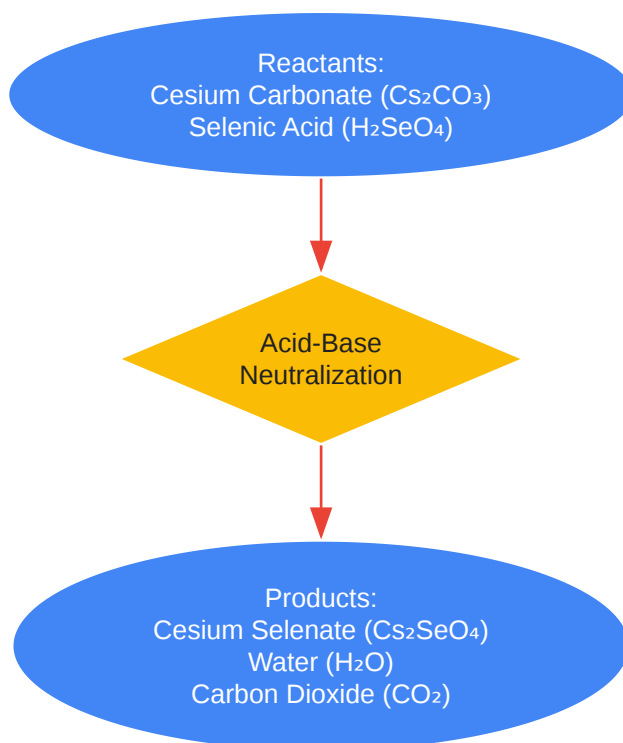 Reactants:
Cesium Carbonate (Cs₂CO₃)
Selenic Acid (H₂SeO₄)
Acid-Base
Neutralization
Products:
Cesium Selenate (Cs₂SeO₄)
Water (H₂O)
Carbon Dioxide (CO₂)